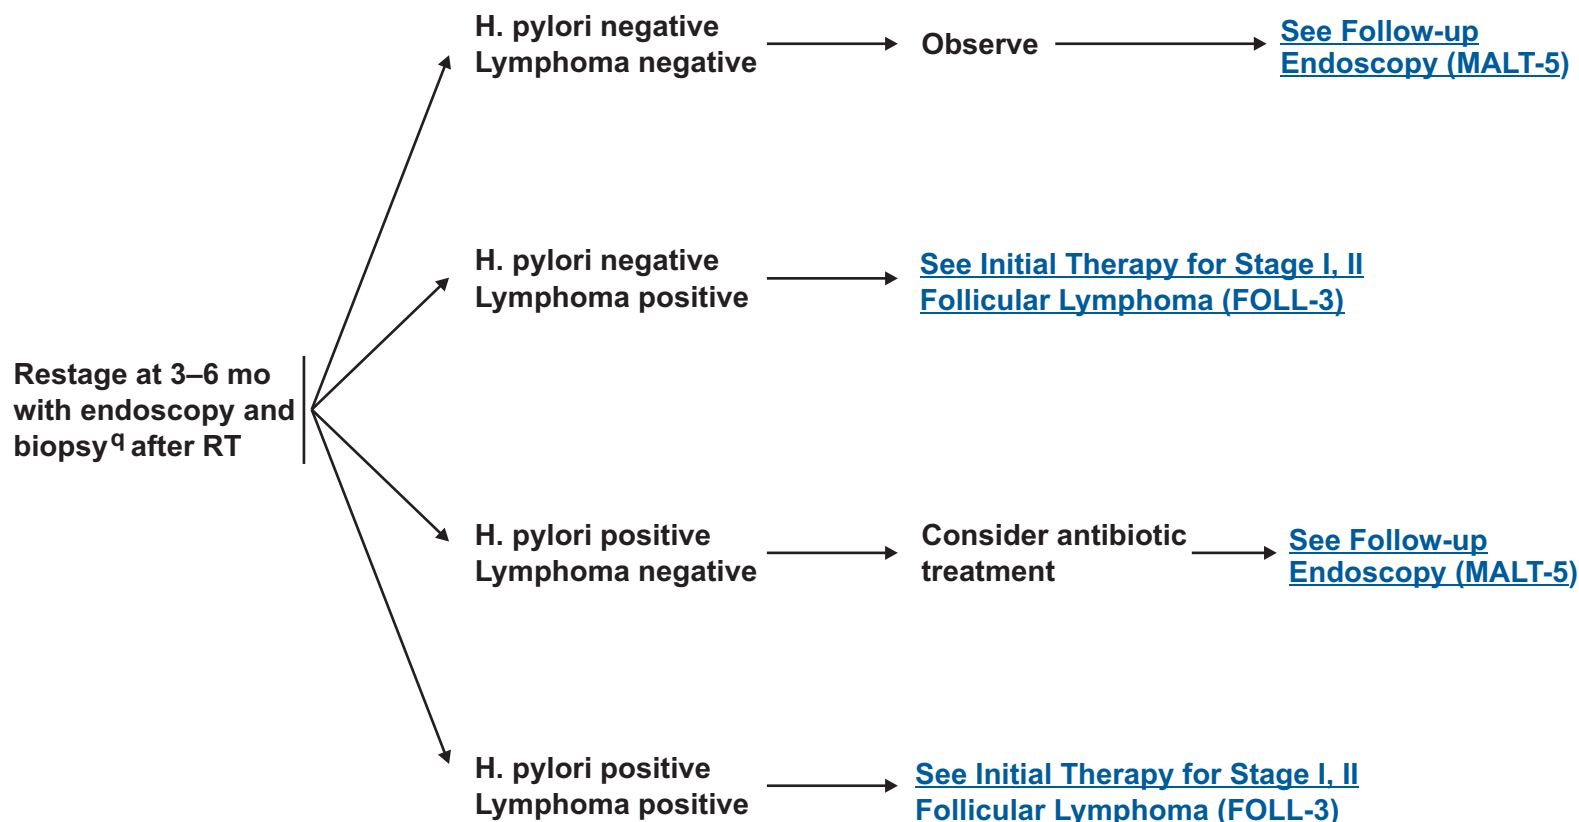 H. pylori negative
Lymphoma negative
Observe
See Follow-up
Endoscopy (MALT-5)
H. pylori negative
Lymphoma positive
See Initial Therapy for Stage I, II
Follicular Lymphoma (FOLL-3)
Restage at 3–6 mo
with endoscopy and
biopsy q after RT
H. pylori positive
Lymphoma negative
Consider antibiotic
treatment
See Follow-up
Endoscopy (MALT-5)
H. pylori positive
Lymphoma positive
See Initial Therapy for Stage I, II
Follicular Lymphoma (FOLL-3)